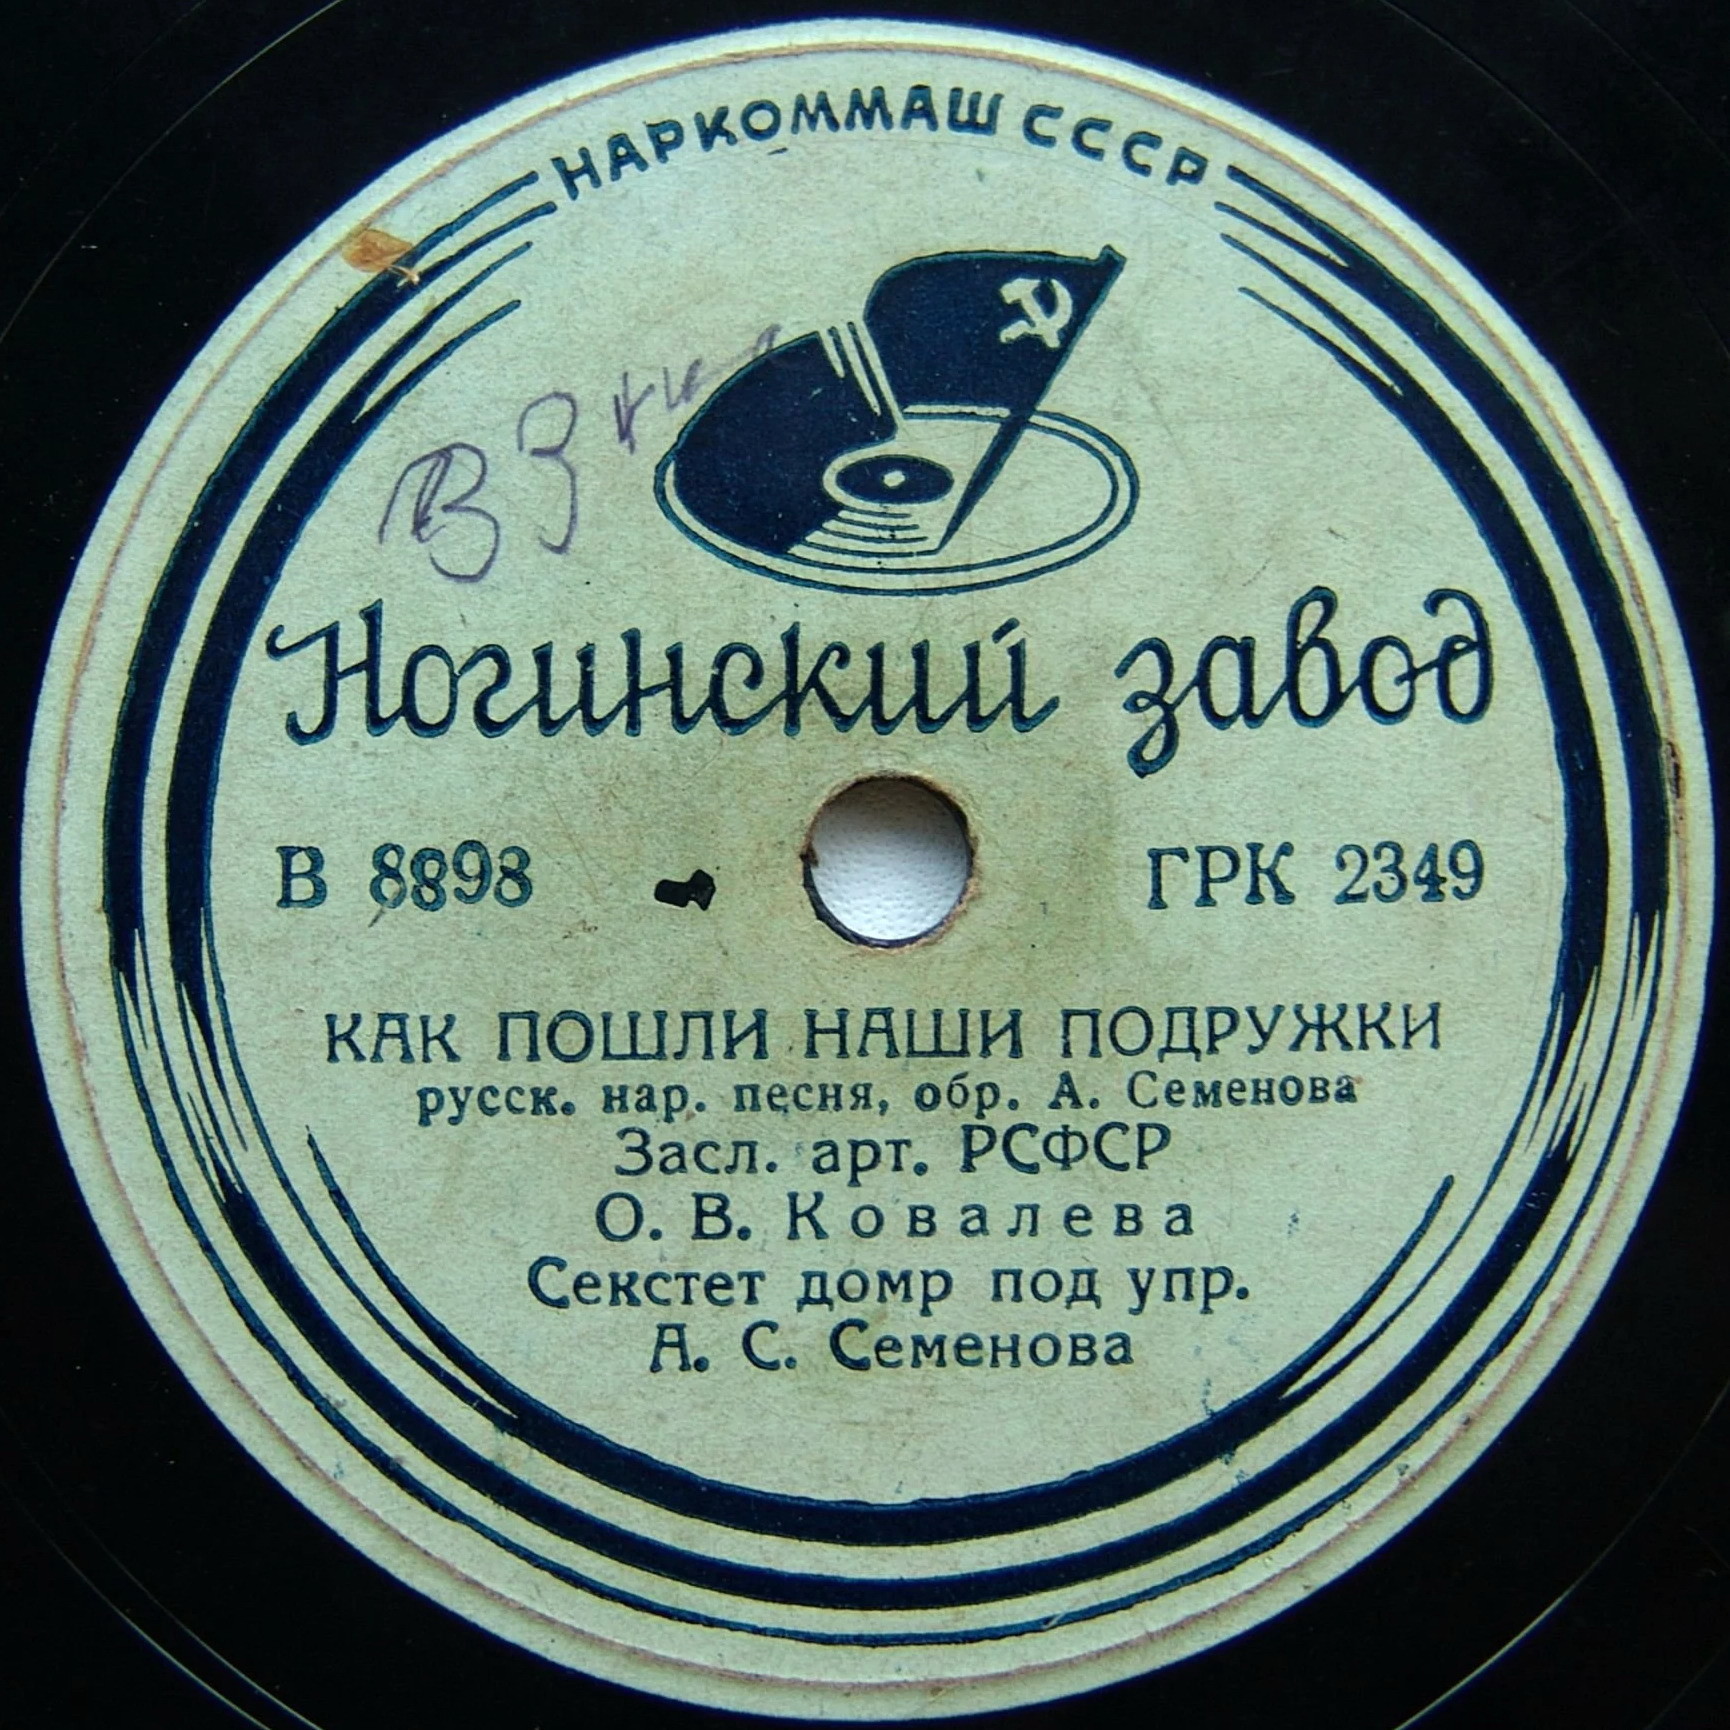 НАРКОММАШ СССР
Ногинский завод
В 8898 ГРК 2349
КАК ПОШЛИ НАШИ ПОДРУЖКИ
русск. нар. песня, обр. А. Семенова
Засл. арт. РСФСР
О. В. Ковалева
Секстет домр под упр.
А. С. Семенова